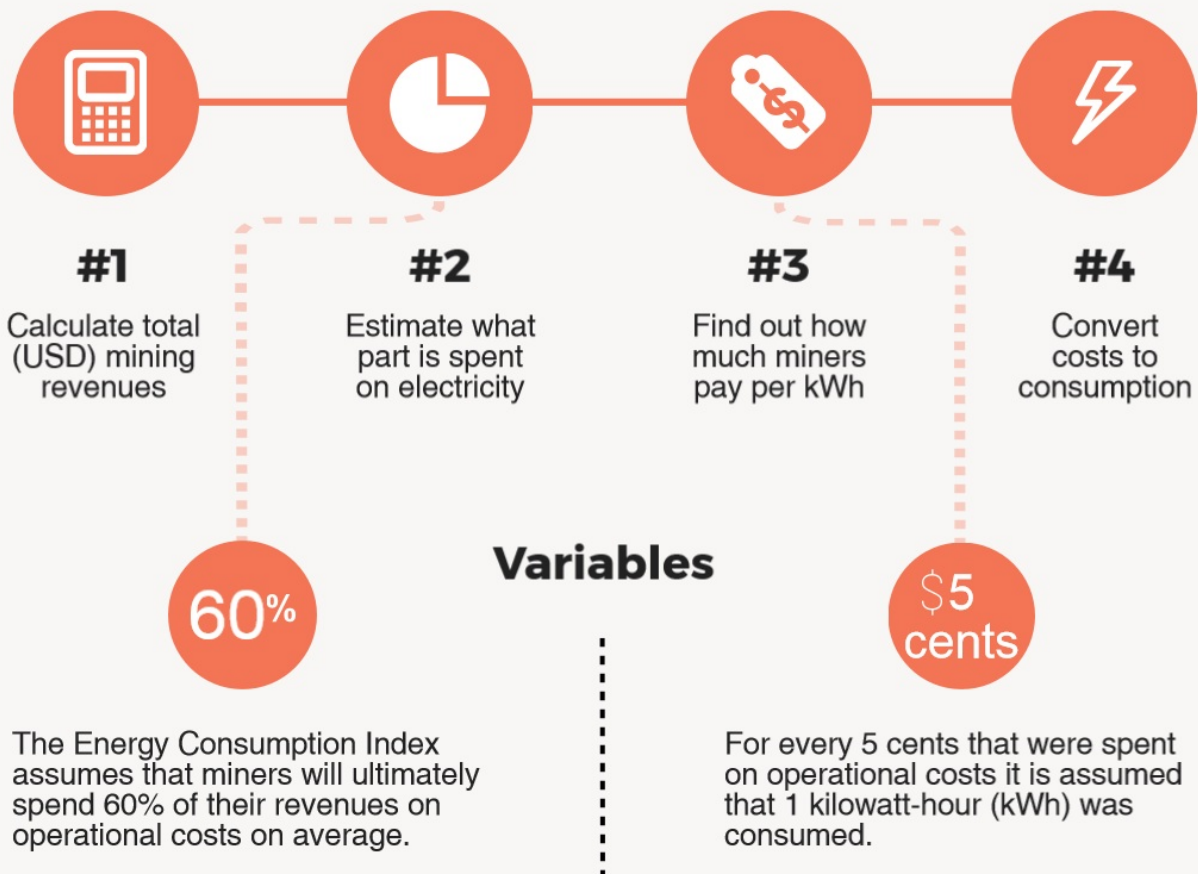 #1
Calculate total
(USD) mining
revenues
#2
Estimate what
part is spent
on electricity
#3
Find out how
much miners
pay per kWh
#4
Convert
costs to
consumption
Variables
60%
The Energy Consumption Index
assumes that miners will ultimately
spend 60% of their revenues on
operational costs on average.
$5
cents
For every 5 cents that were spent
on operational costs it is assumed
that 1 kilowatt-hour (kWh) was
consumed.